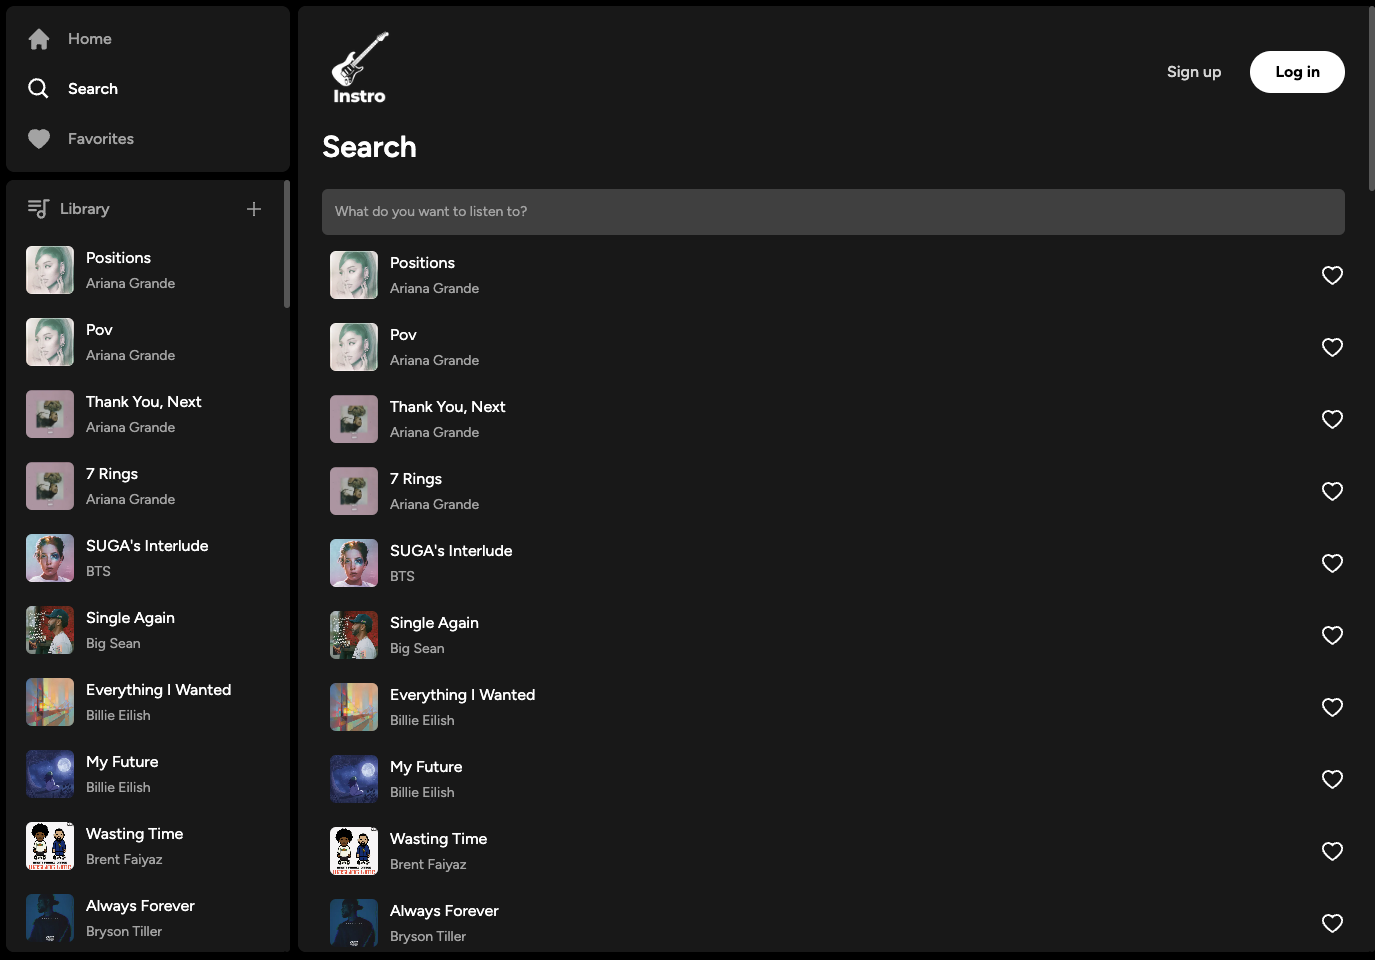 Home
Search
Favorites
Library
Positions
Ariana Grande
Pov
Ariana Grande
Thank You, Next
Ariana Grande
7 Rings
Ariana Grande
SUGA's Interlude
BTS
Single Again
Big Sean
Everything I Wanted
Billie Eilish
My Future
Billie Eilish
Wasting Time
Brent Faiyaz
Always Forever
Bryson Tiller
Instro
Sign up
Log in
Search
What do you want to listen to?
Positions
Ariana Grande
Pov
Ariana Grande
Thank You, Next
Ariana Grande
7 Rings
Ariana Grande
SUGA's Interlude
BTS
Single Again
Big Sean
Everything I Wanted
Billie Eilish
My Future
Billie Eilish
Wasting Time
Brent Faiyaz
Always Forever
Bryson Tiller